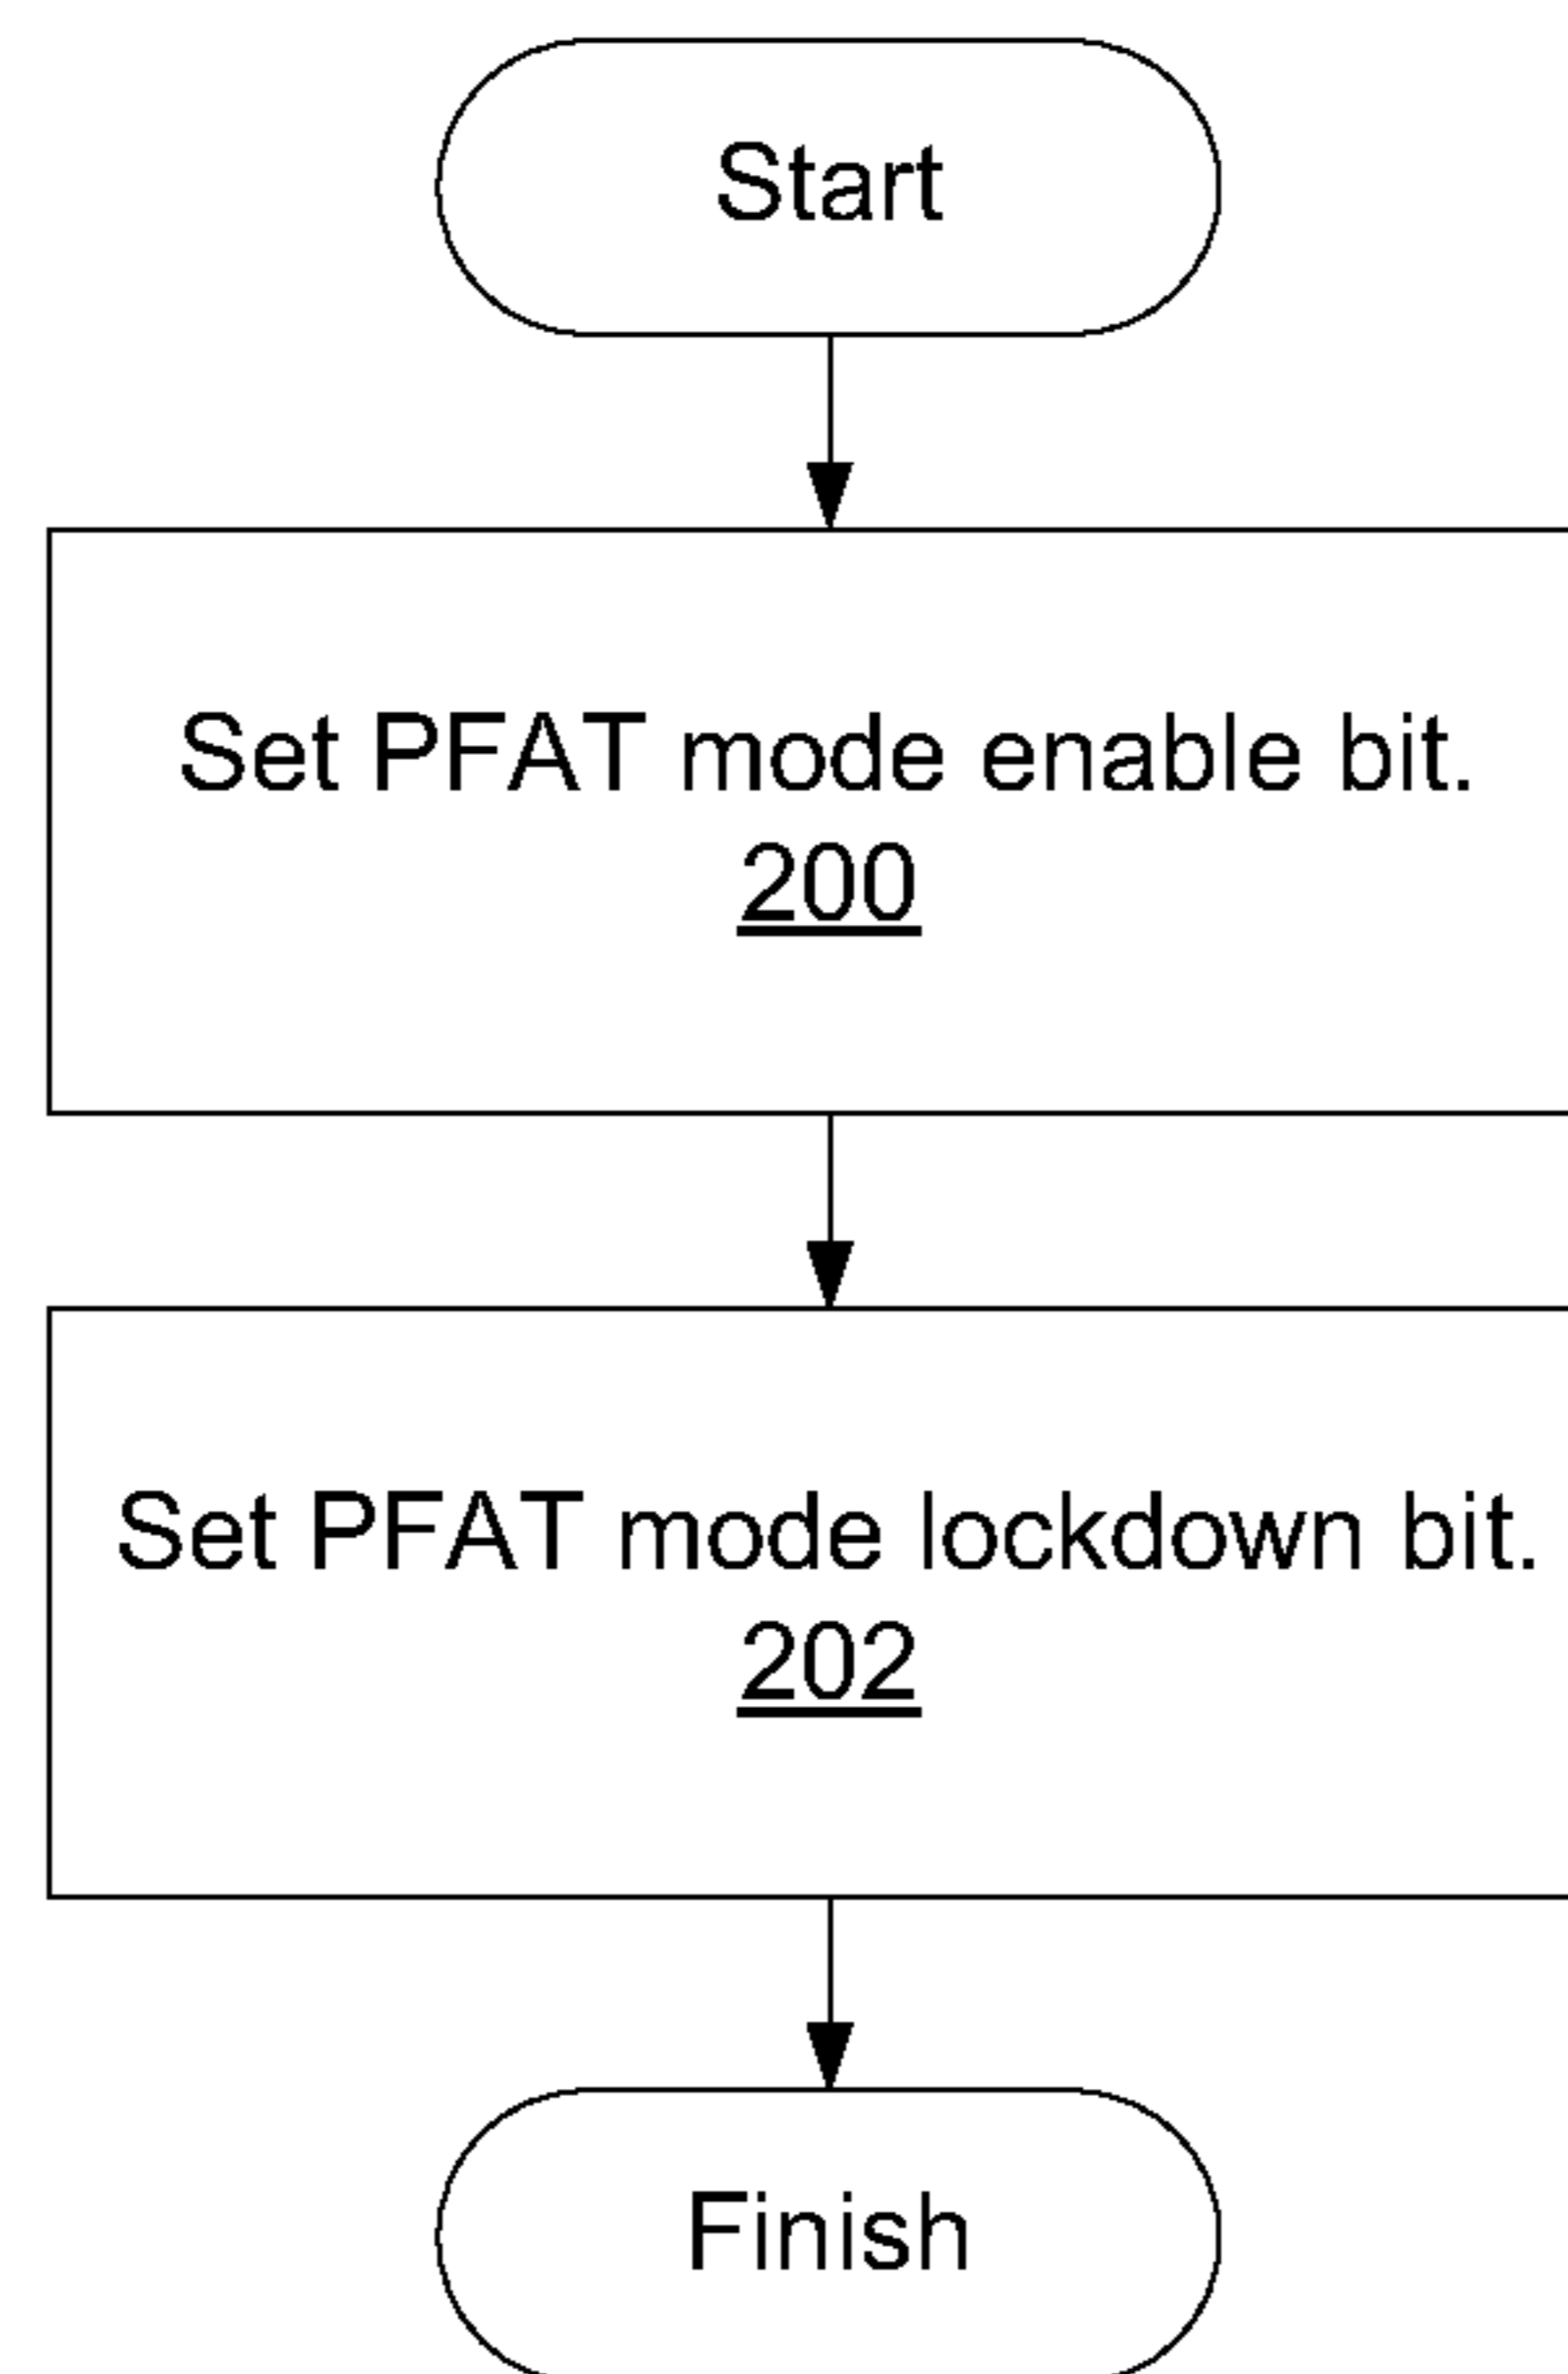 Start
Set PFAT mode enable bit.
200
Set PFAT mode lockdown bit.
202
Finish